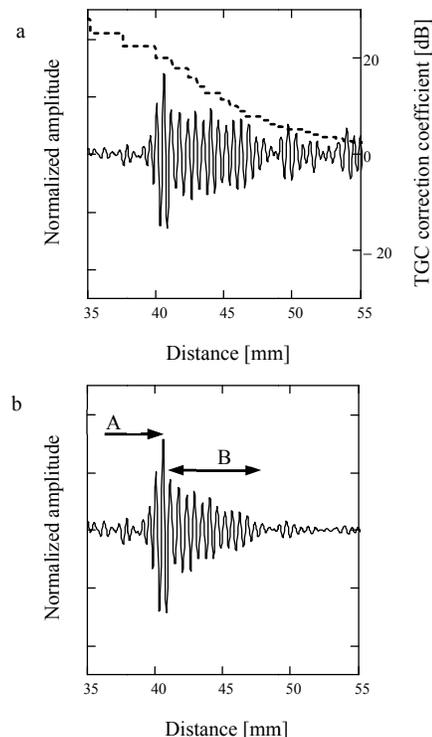 a
Normalized amplitude
20
0
– 20
TGC correction coefficient [dB]
35 40 45 50 55
Distance [mm]
b
A
B
Normalized amplitude
35 40 45 50 55
Distance [mm]